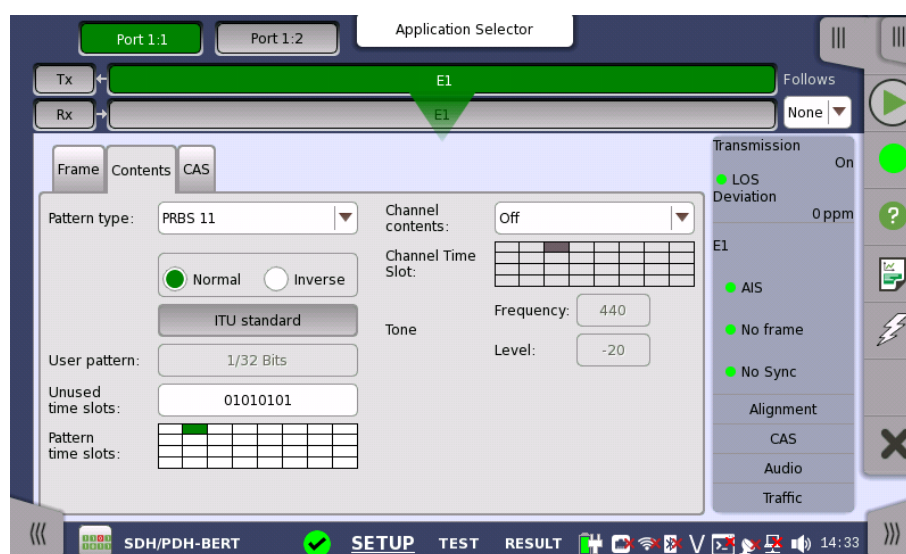 Port 1:1
Port 1:2
Application Selector
Tx
E1
Follows
Rx
E1
None
Frame
Contents
CAS
Pattern type:
PRBS 11
Normal
Inverse
ITU standard
User pattern:
1/32 Bits
Unused
time slots:
01010101
Pattern
time slots:
Channel
contents:
Off
Channel Time
Slot:
Tone
Frequency:
440
Level:
-20
Transmission
On
LOS
Deviation
0 ppm
E1
AIS
No frame
No Sync
Alignment
CAS
Audio
Traffic
SDH/PDH-BERT
SETUP
TEST
RESULT
V
14:33